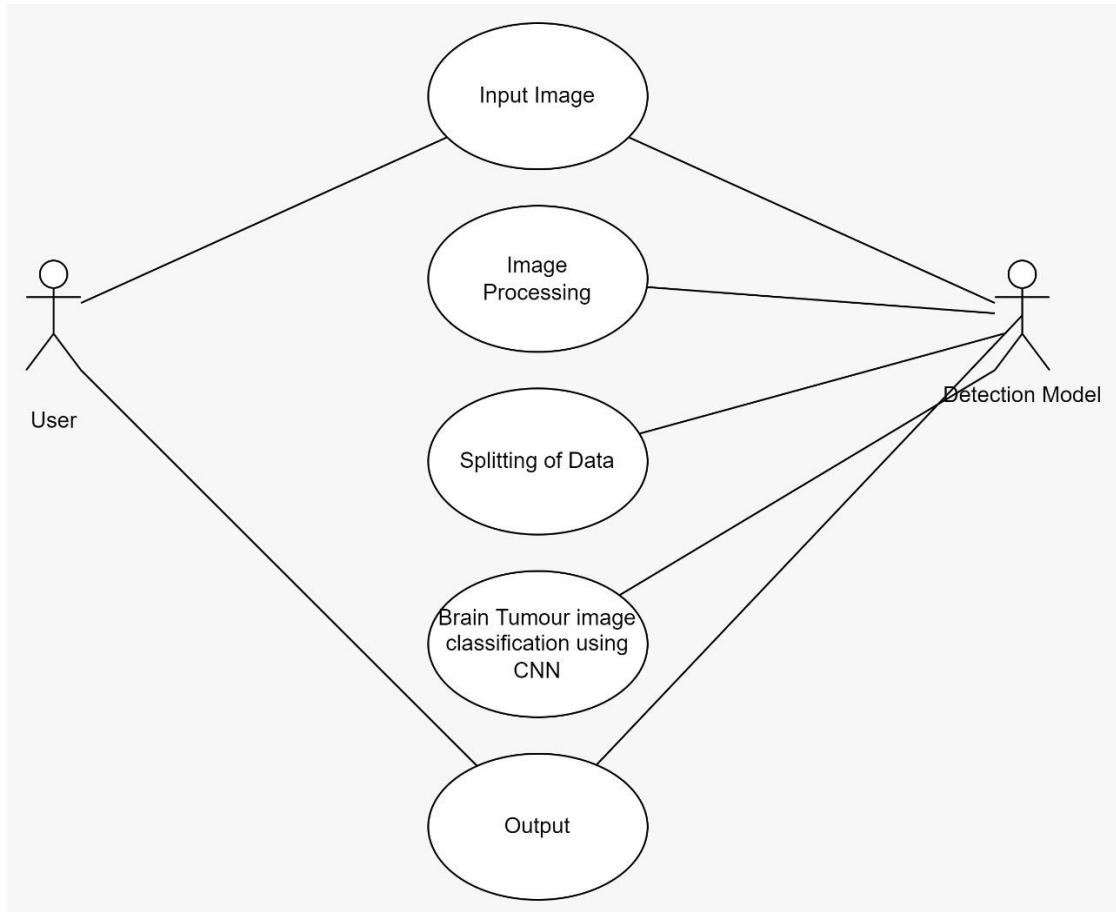 Input Image
Image
Processing
User
Detection Model
Splitting of Data
Brain Tumour image
classification using
CNN
Output